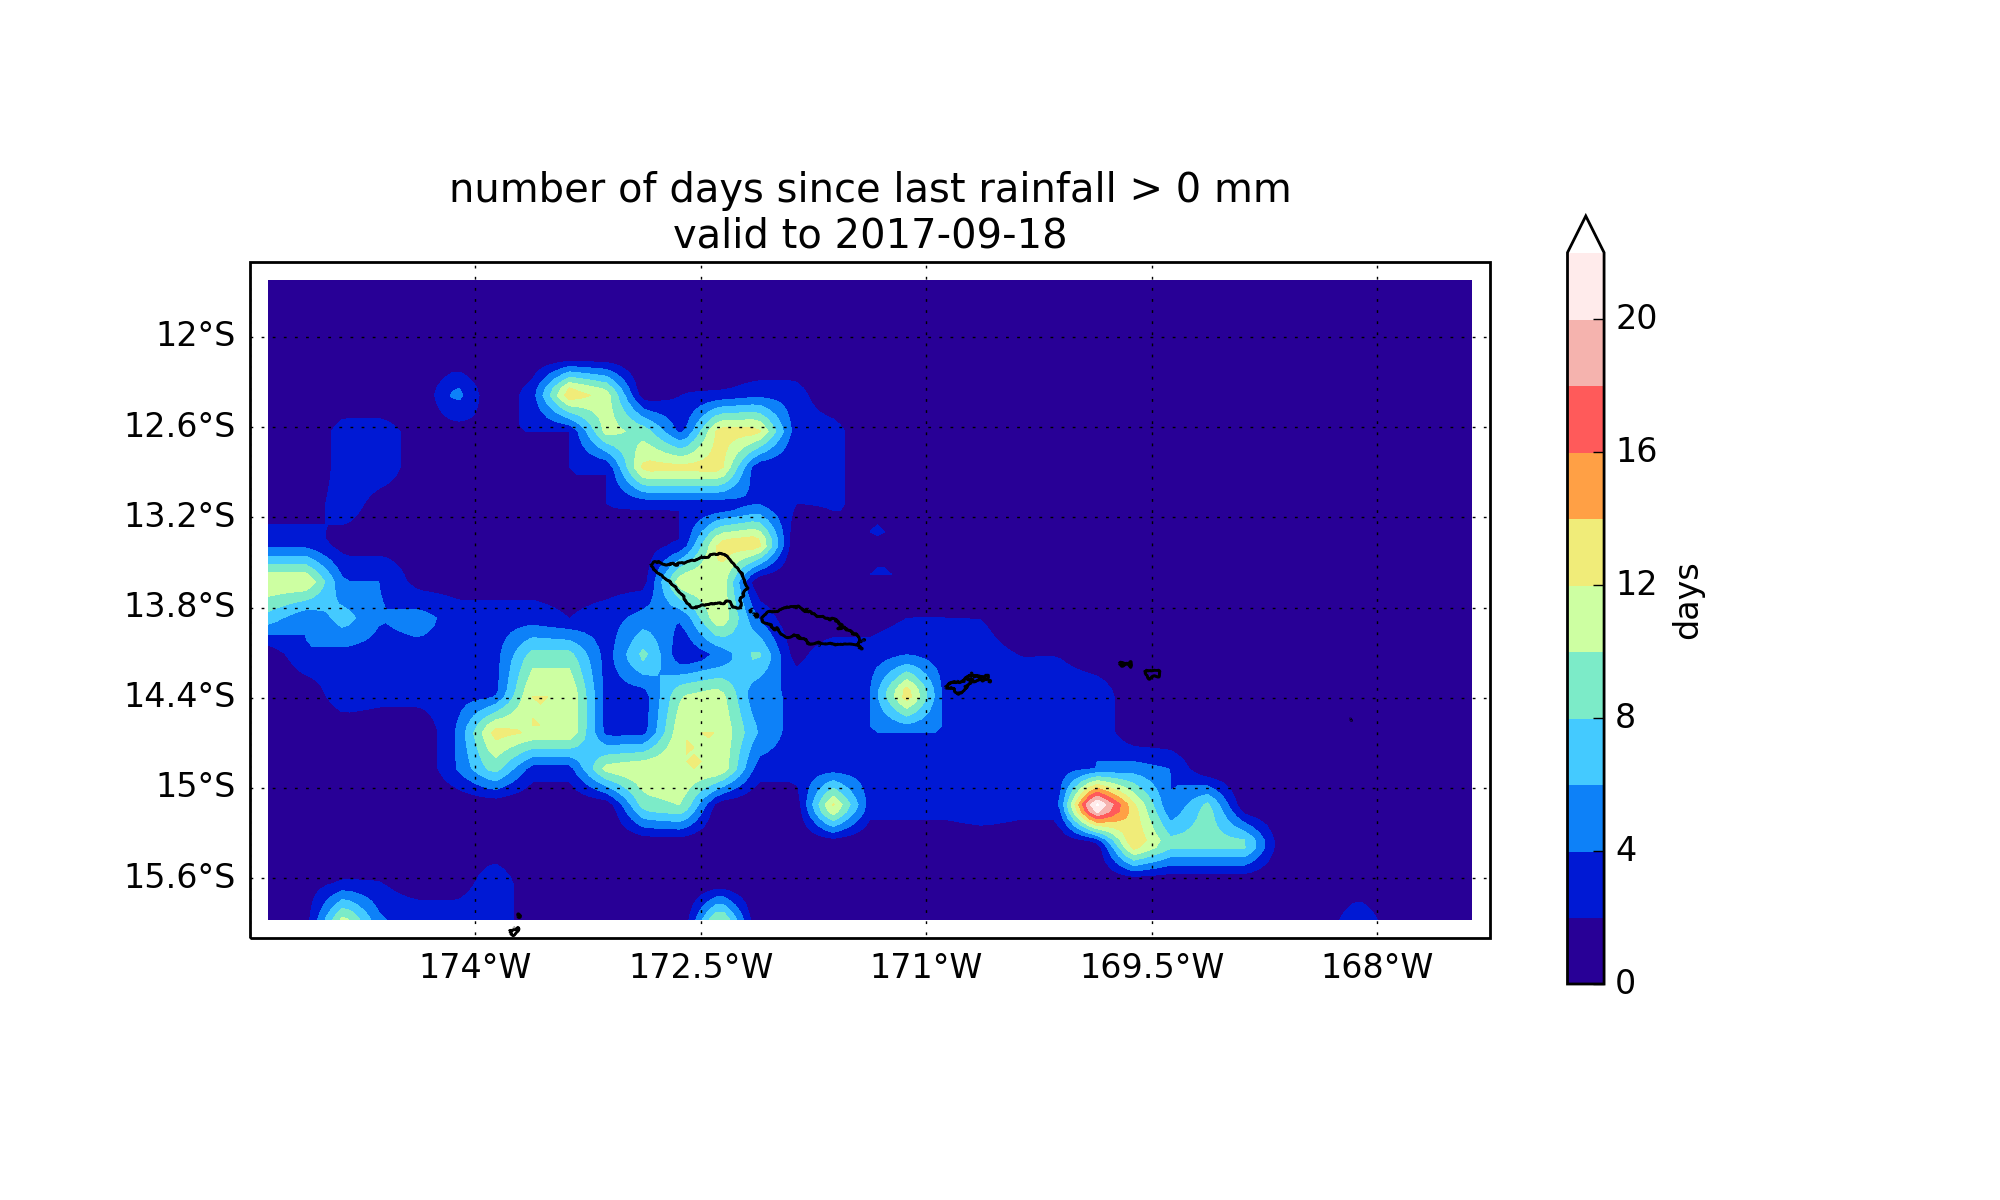 number of days since last rainfall > 0 mm
valid to 2017-09-18
12°S
12.6°S
13.2°S
13.8°S
14.4°S
15°S
15.6°S
174°W 172.5°W 171°W 169.5°W 168°W
20
16
12
8
4
0
days